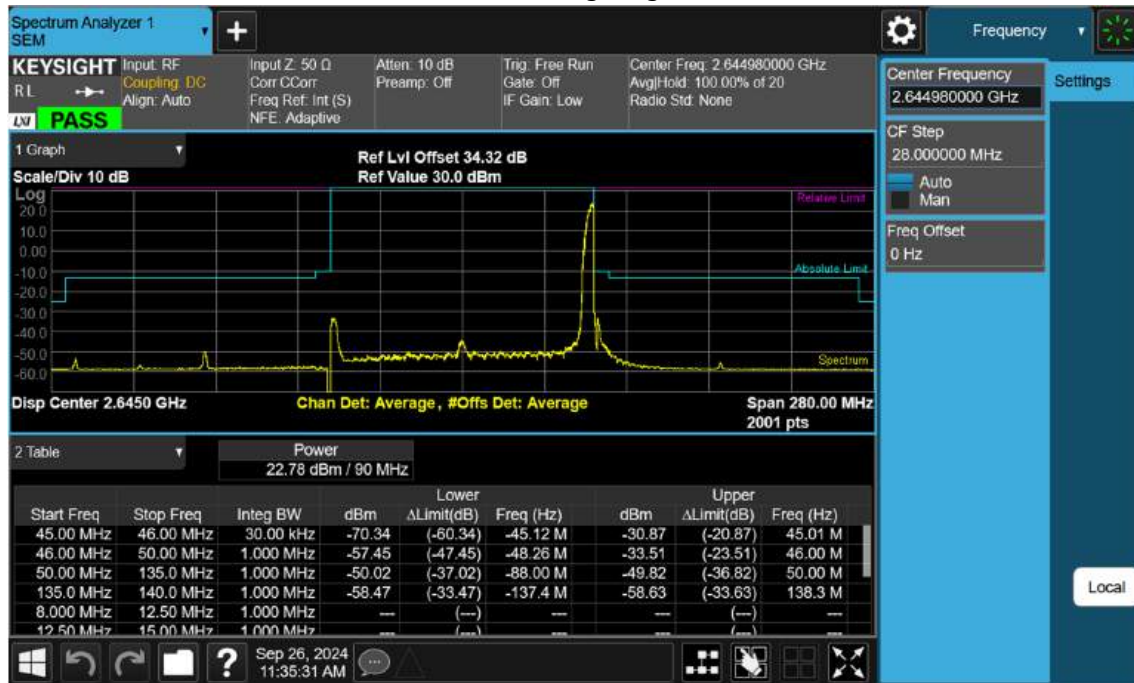 Spectrum Analyzer 1
SEM
+
Frequency
KEYSIGHT
RL
LXI PASS
Input: RF
Coupling: DC
Align: Auto
Input Z: 50 Ω
Corr CCorr
Freq Ref: Int (S)
NFE: Adaptive
Atten: 10 dB
Preamp: Off
Trig: Free Run
Gate: Off
IF Gain: Low
Center Freq: 2.644980000 GHz
Avg|Hold: 100.00% of 20
Radio Std: None
Center Frequency
2.644980000 GHz
Settings
CF Step
28.000000 MHz
Auto
Man
Freq Offset
0 Hz
1 Graph
Scale/Div 10 dB
Ref Lvl Offset 34.32 dB
Ref Value 30.0 dBm
Log
20.0
10.0
0.00
-10.0
-20.0
-30.0
-40.0
-50.0
-60.0
Relative Limit
Absolute Limit
Spectrum
Disp Center 2.6450 GHz
Chan Det: Average, #Offs Det: Average
Span 280.00 MHz
2001 pts
2 Table
Power
22.78 dBm / 90 MHz
Lower Upper
Start Freq Stop Freq Integ BW dBm ΔLimit(dB) Freq (Hz) dBm ΔLimit(dB) Freq (Hz)
45.00 MHz 46.00 MHz 30.00 kHz -70.34 (-60.34) -45.12 M -30.87 (-20.87) 45.01 M
46.00 MHz 50.00 MHz 1.000 MHz -57.45 (-47.45) -48.26 M -33.51 (-23.51) 46.00 M
50.00 MHz 135.0 MHz 1.000 MHz -50.02 (-37.02) -88.00 M -49.82 (-36.82) 50.00 M
135.0 MHz 140.0 MHz 1.000 MHz -58.47 (-33.47) -137.4 M -58.63 (-33.63) 138.3 M
8.000 MHz 12.50 MHz 1.000 MHz --- (---) --- --- (---) ---
12.50 MHz 15.00 MHz 1.000 MHz --- (---) --- --- (---) ---
Local
?
Sep 26, 2024
11:35:31 AM